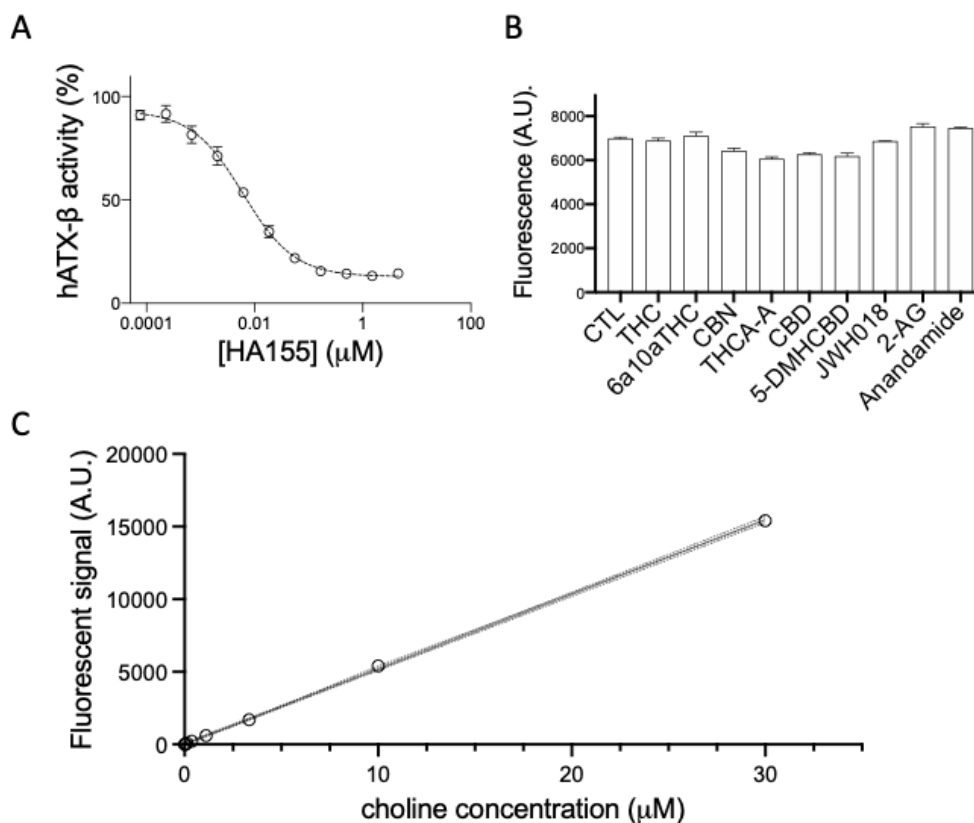 A
hATX-β activity (%)
100
50
0
0.0001
0.01
1
100
[HA155] (μM)
B
Fluorescence (A.U).
8000
6000
4000
2000
0
CTL
THC
6a10aTHC
CBN
THCA-A
CBD
5-DMHCBD
JWH018
2-AG
Anandamide
C
Fluorescent signal (A.U.)
20000
15000
10000
5000
0
0
10
20
30
choline concentration (μM)